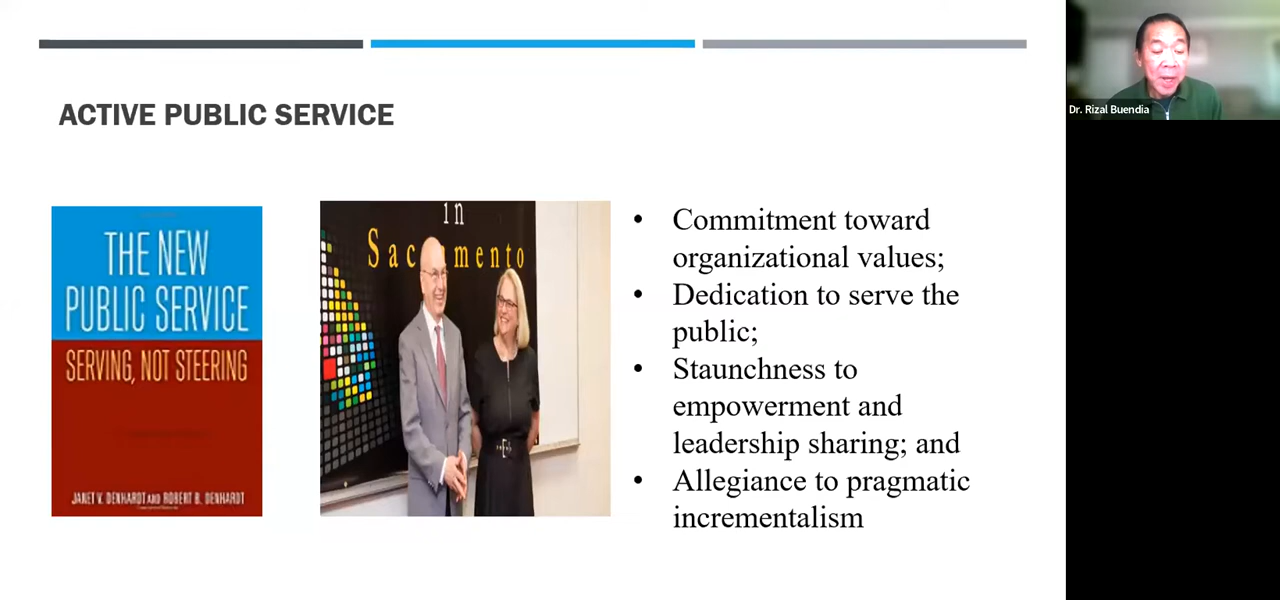 ACTIVE PUBLIC SERVICE
THE NEW
PUBLIC SERVICE
SERVING, NOT STEERING
JANET V. DENHARDT AND ROBERT B. DENHARDT
in
Sac mento
• Commitment toward
organizational values;
• Dedication to serve the
public;
• Staunchness to
empowerment and
leadership sharing; and
• Allegiance to pragmatic
incrementalism
Dr. Rizal Buendia